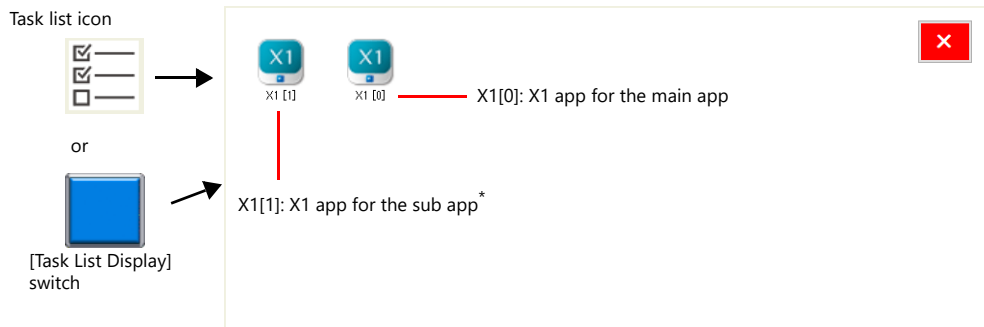 Task list icon
X1
X1
X1 [1]
X1 [0]
X1[0]: X1 app for the main app
or
X1[1]: X1 app for the sub app*
[Task List Display]
switch